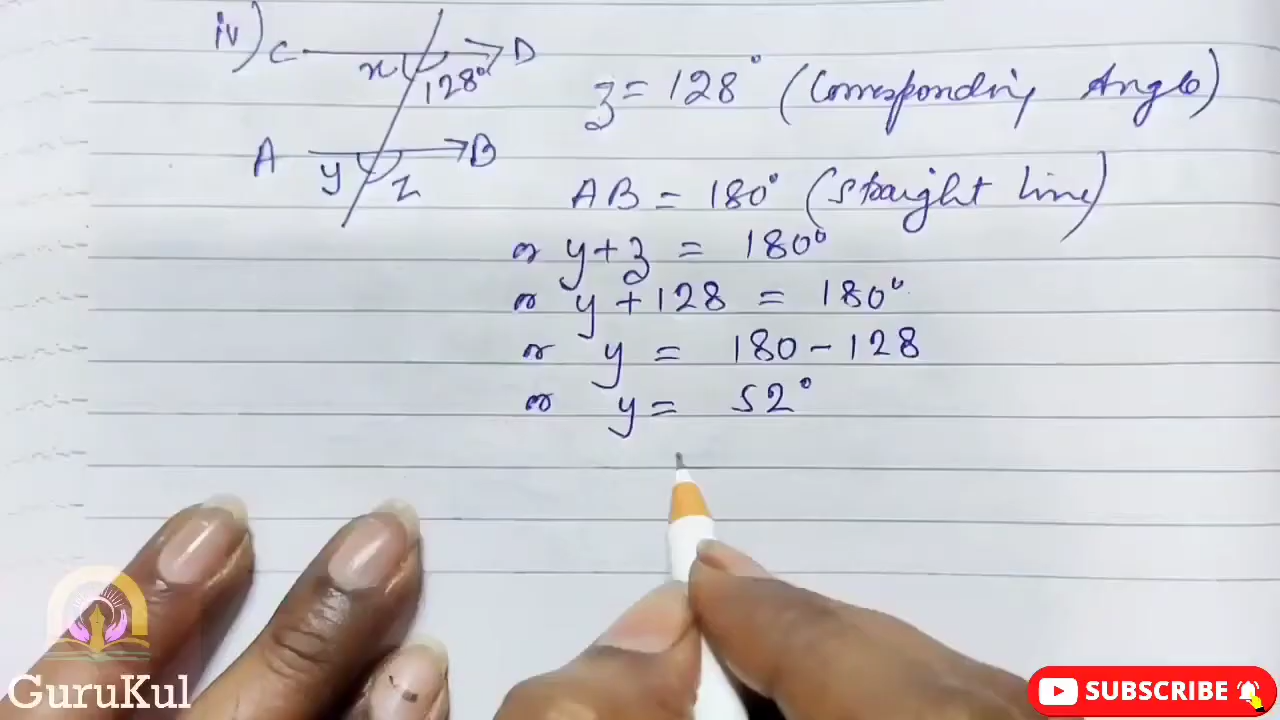 iv) C D
x 128°
z = 128° (Corresponding Angle)
A B
y z
AB = 180° (straight line)
or y + z = 180°
or y + 128 = 180°
or y = 180 - 128
or y = 52°
GuruKul
SUBSCRIBE